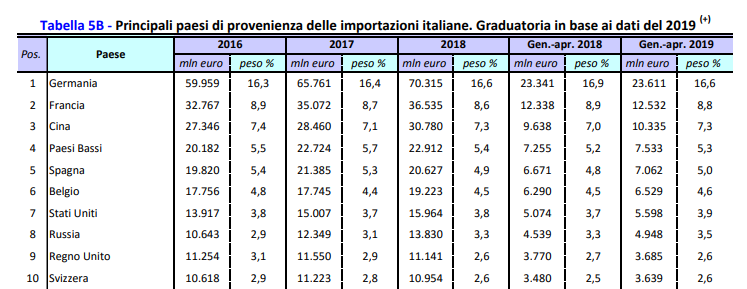 Tabella 5B - Principali paesi di provenienza delle importazioni italiane. Graduatoria in base ai dati del 2019 (+)
Pos. Paese 2016 2017 2018 Gen.-apr. 2018 Gen.-apr. 2019
mln euro peso % mln euro peso % mln euro peso % mln euro peso % mln euro peso %
1 Germania 59.959 16,3 65.761 16,4 70.315 16,6 23.341 16,9 23.611 16,6
2 Francia 32.767 8,9 35.072 8,7 36.535 8,6 12.338 8,9 12.532 8,8
3 Cina 27.346 7,4 28.460 7,1 30.780 7,3 9.638 7,0 10.335 7,3
4 Paesi Bassi 20.182 5,5 22.724 5,7 22.912 5,4 7.255 5,2 7.533 5,3
5 Spagna 19.820 5,4 21.385 5,3 20.627 4,9 6.671 4,8 7.062 5,0
6 Belgio 17.756 4,8 17.745 4,4 19.223 4,5 6.290 4,5 6.529 4,6
7 Stati Uniti 13.917 3,8 15.007 3,7 15.964 3,8 5.074 3,7 5.598 3,9
8 Russia 10.643 2,9 12.349 3,1 13.830 3,3 4.539 3,3 4.948 3,5
9 Regno Unito 11.254 3,1 11.550 2,9 11.141 2,6 3.770 2,7 3.685 2,6
10 Svizzera 10.618 2,9 11.223 2,8 10.954 2,6 3.480 2,5 3.639 2,6